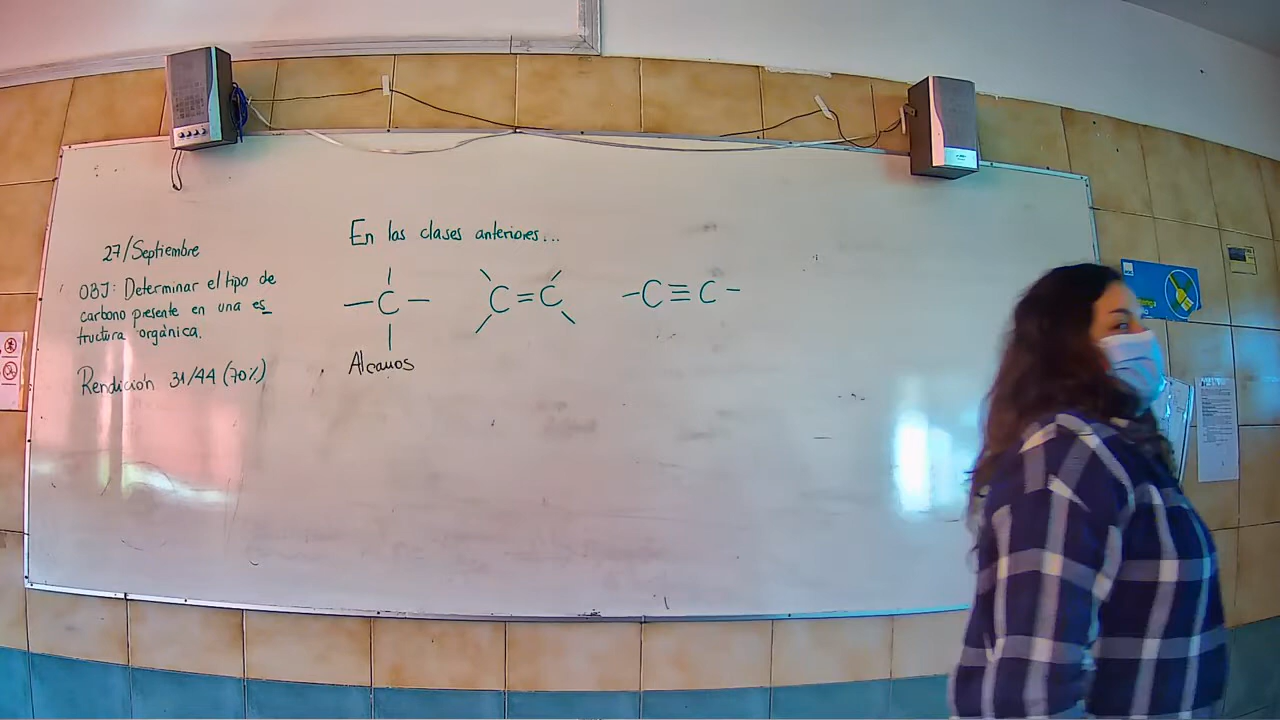 27/Septiembre
OBJ: Determinar el tipo de
carbono presente en una es
tructura orgánica.
Rendición 31/44 (70%)
En las clases anteriores...
-C- C=C -C≡C-
Alcanos